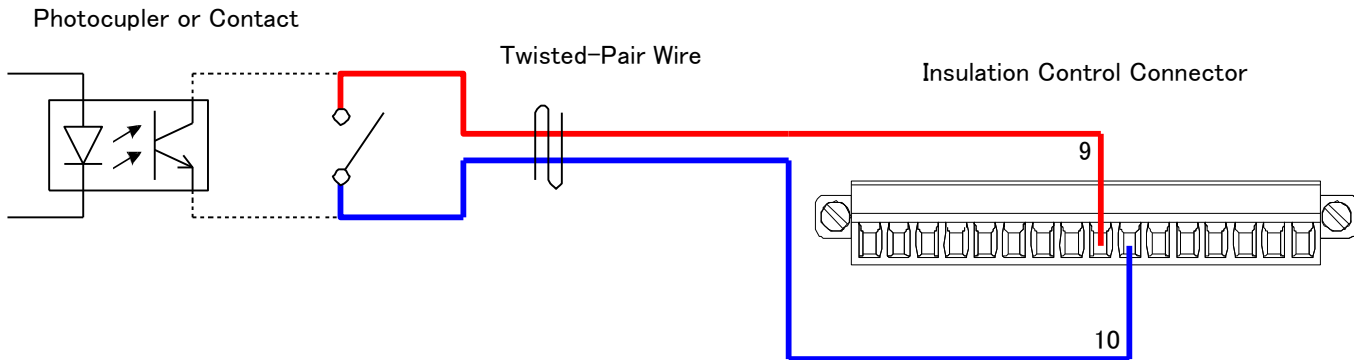 Photocupler or Contact
Twisted-Pair Wire
Insulation Control Connector
9
10